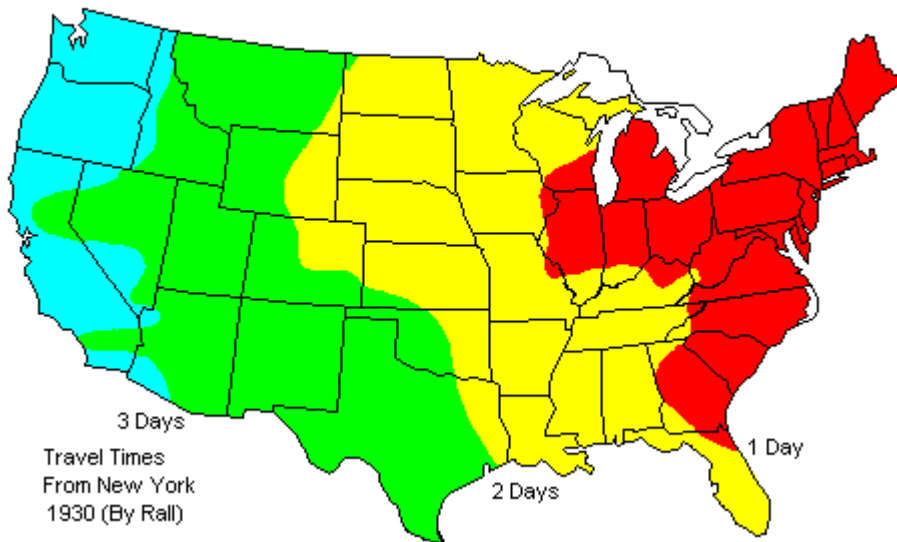 3 Days
1 Day
Travel Times
From New York
1930 (By Rall)
2 Days